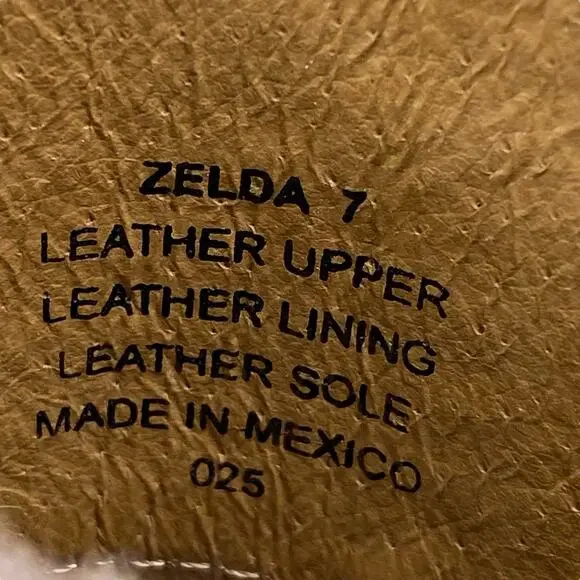 ZELDA 7
LEATHER UPPER
LEATHER LINING
LEATHER SOLE
MADE IN MEXICO
025